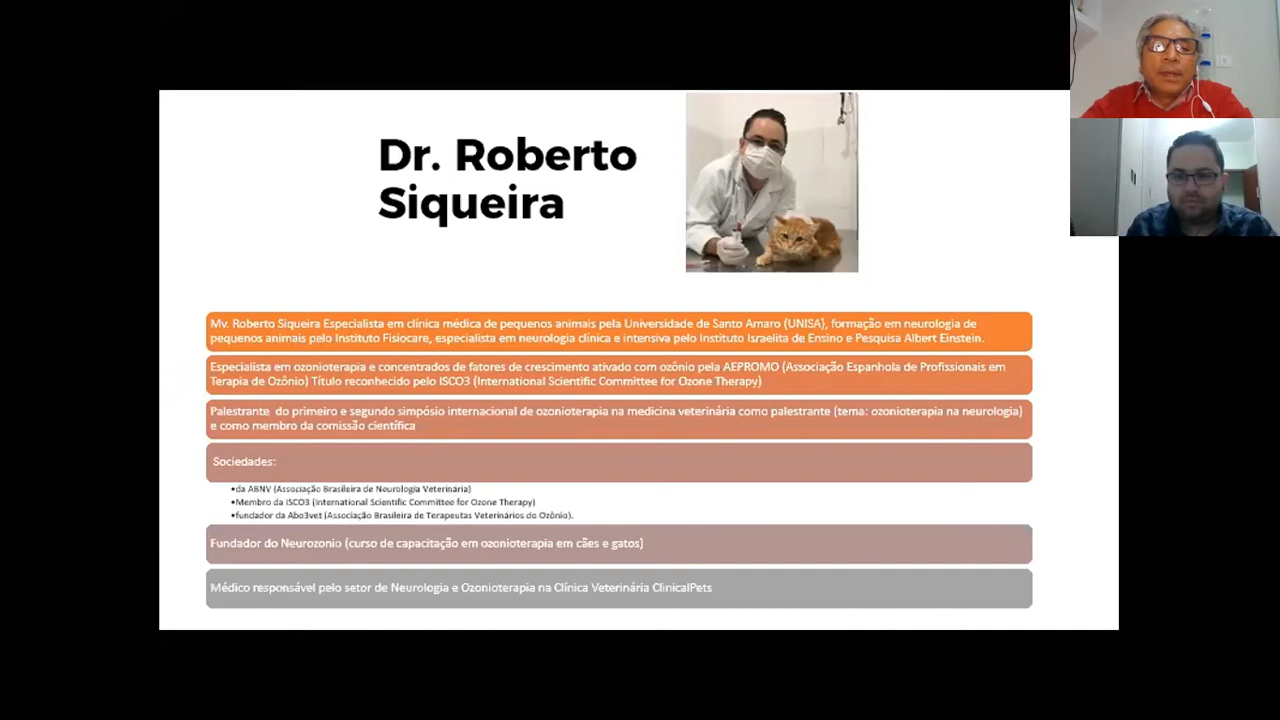 Dr. Roberto
Siqueira
Mv. Roberto Siqueira Especialista em clínica médica de pequenos animais pela Universidade de Santo Amaro (UNISA), formação em neurologia de
pequenos animais pelo Instituto Fisiocare, especialista em neurologia clínica e intensiva pelo Instituto Israelita de Ensino e Pesquisa Albert Einstein.
Especialista em ozonioterapia e concentrados de fatores de crescimento ativado com ozônio pela AEPROMO (Associação Espanhola de Profissionais em
Terapia de Ozônio) Título reconhecido pelo ISCO3 (International Scientific Committee for Ozone Therapy)
Palestrante do primeiro e segundo simpósio internacional de ozonioterapia na medicina veterinária como palestrante (tema: ozonioterapia na neurologia)
e como membro da comissão científica
Sociedades:
•da ABNV (Associação Brasileira de Neurologia Veterinária)
•Membro da ISCO3 (International Scientific Committee for Ozone Therapy)
•fundador da Abo3vet (Associação Brasileira de Terapeutas Veterinários do Ozônio).
Fundador do Neurozonio (curso de capacitação em ozonioterapia em cães e gatos)
Médico responsável pelo setor de Neurologia e Ozonioterapia na Clínica Veterinária ClinicalPets